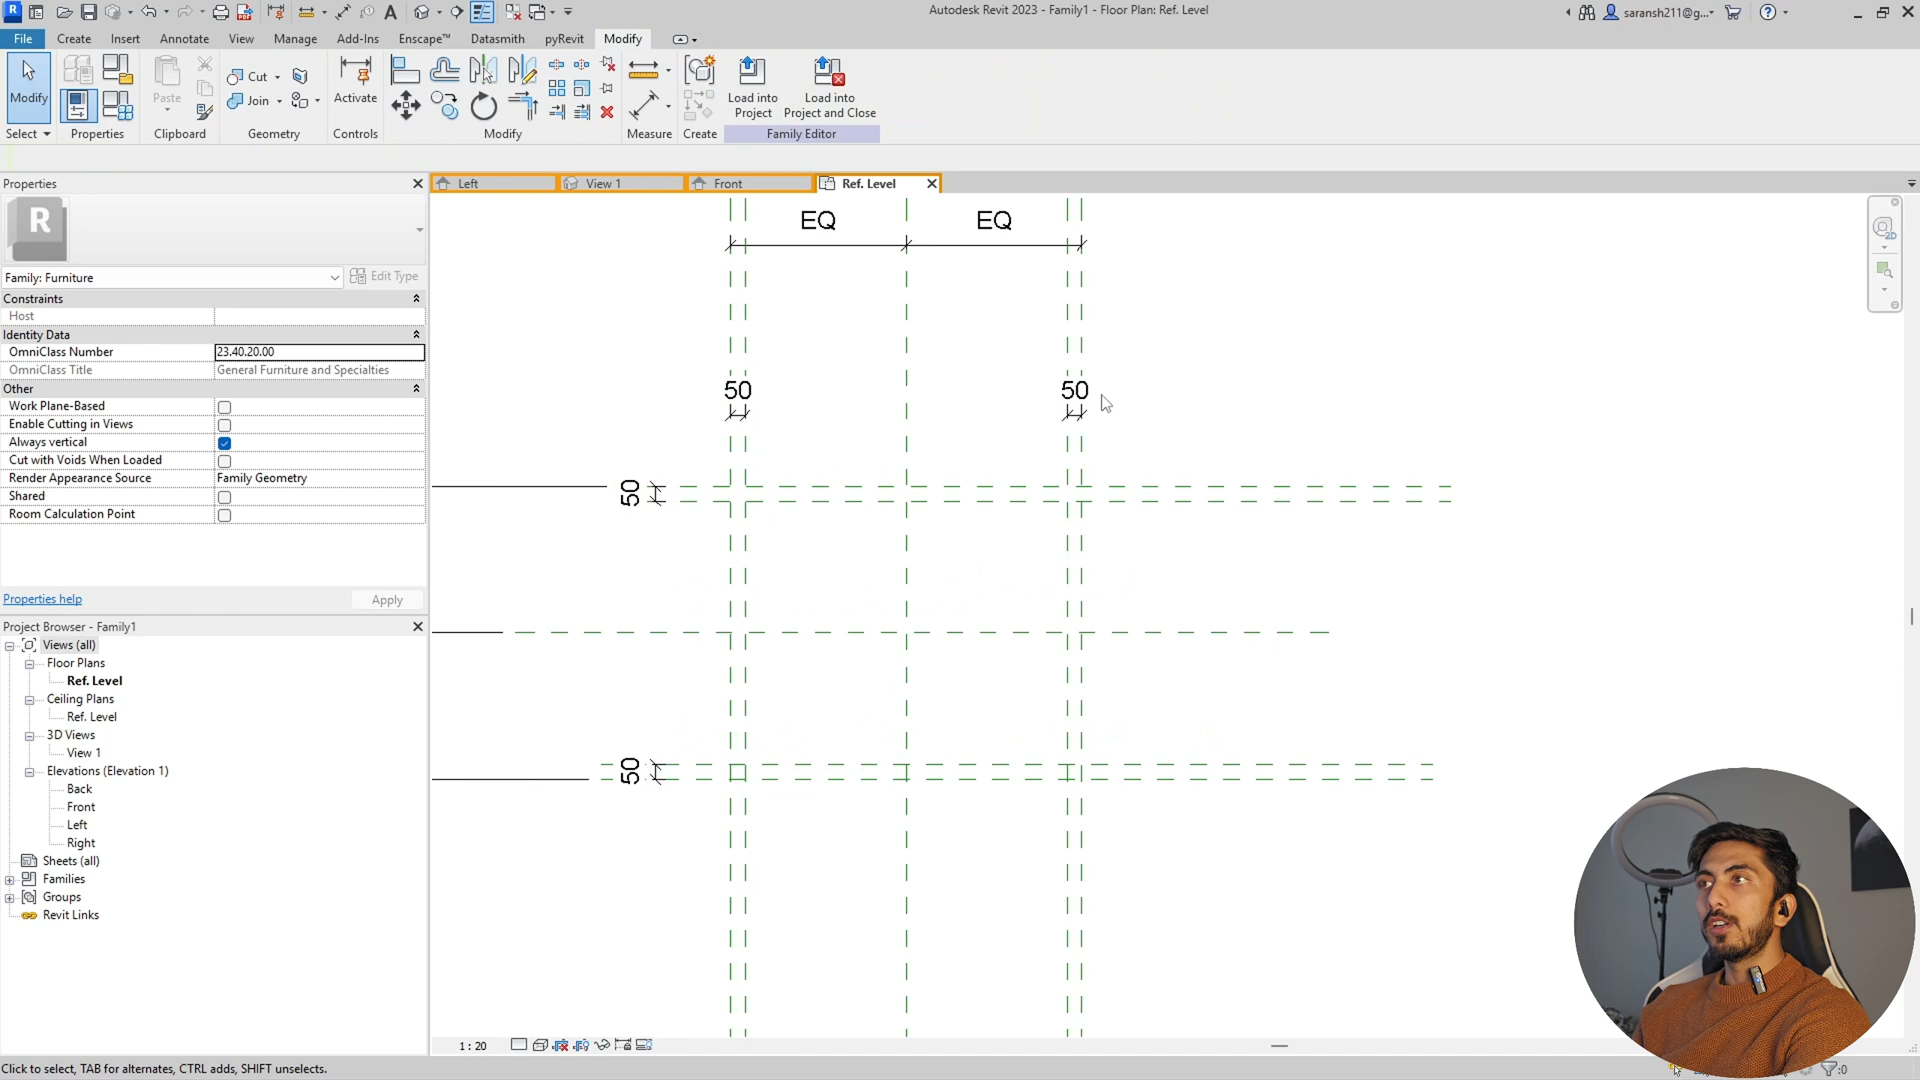 Autodesk Revit 2023 - Family1 - Floor Plan: Ref. Level
saransh211@g...
File Create Insert Annotate View Manage Add-Ins Enscape™ Datasmith pyRevit Modify
Modify
Paste
Cut
Join
Activate
Load into Project
Load into Project and Close
Select Properties Clipboard Geometry Controls Modify Measure Create Family Editor
Properties
Left
View 1
Front
Ref. Level
R
Family: Furniture
Edit Type
Constraints
Host
Identity Data
OmniClass Number 23.40.20.00
OmniClass Title General Furniture and Specialties
Other
Work Plane-Based
Enable Cutting in Views
Always vertical
Cut with Voids When Loaded
Render Appearance Source Family Geometry
Shared
Room Calculation Point
Properties help
Apply
Project Browser - Family1
Views (all)
Floor Plans
Ref. Level
Ceiling Plans
Ref. Level
3D Views
View 1
Elevations (Elevation 1)
Back
Front
Left
Right
Sheets (all)
Families
Groups
Revit Links
EQ EQ
50 50
50
50
2D
1 : 20
Click to select, TAB for alternates, CTRL adds, SHIFT unselects.
:0